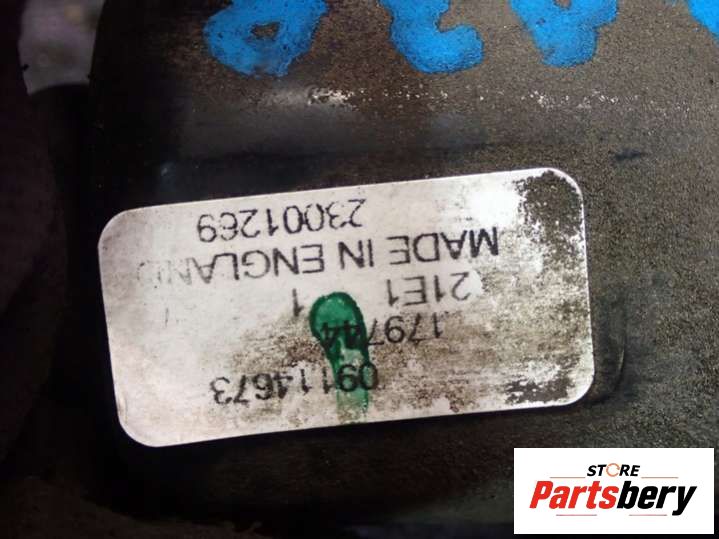 09114673
179744
21E1 1
MADE IN ENGLAND
23001269
STORE
Partsbery